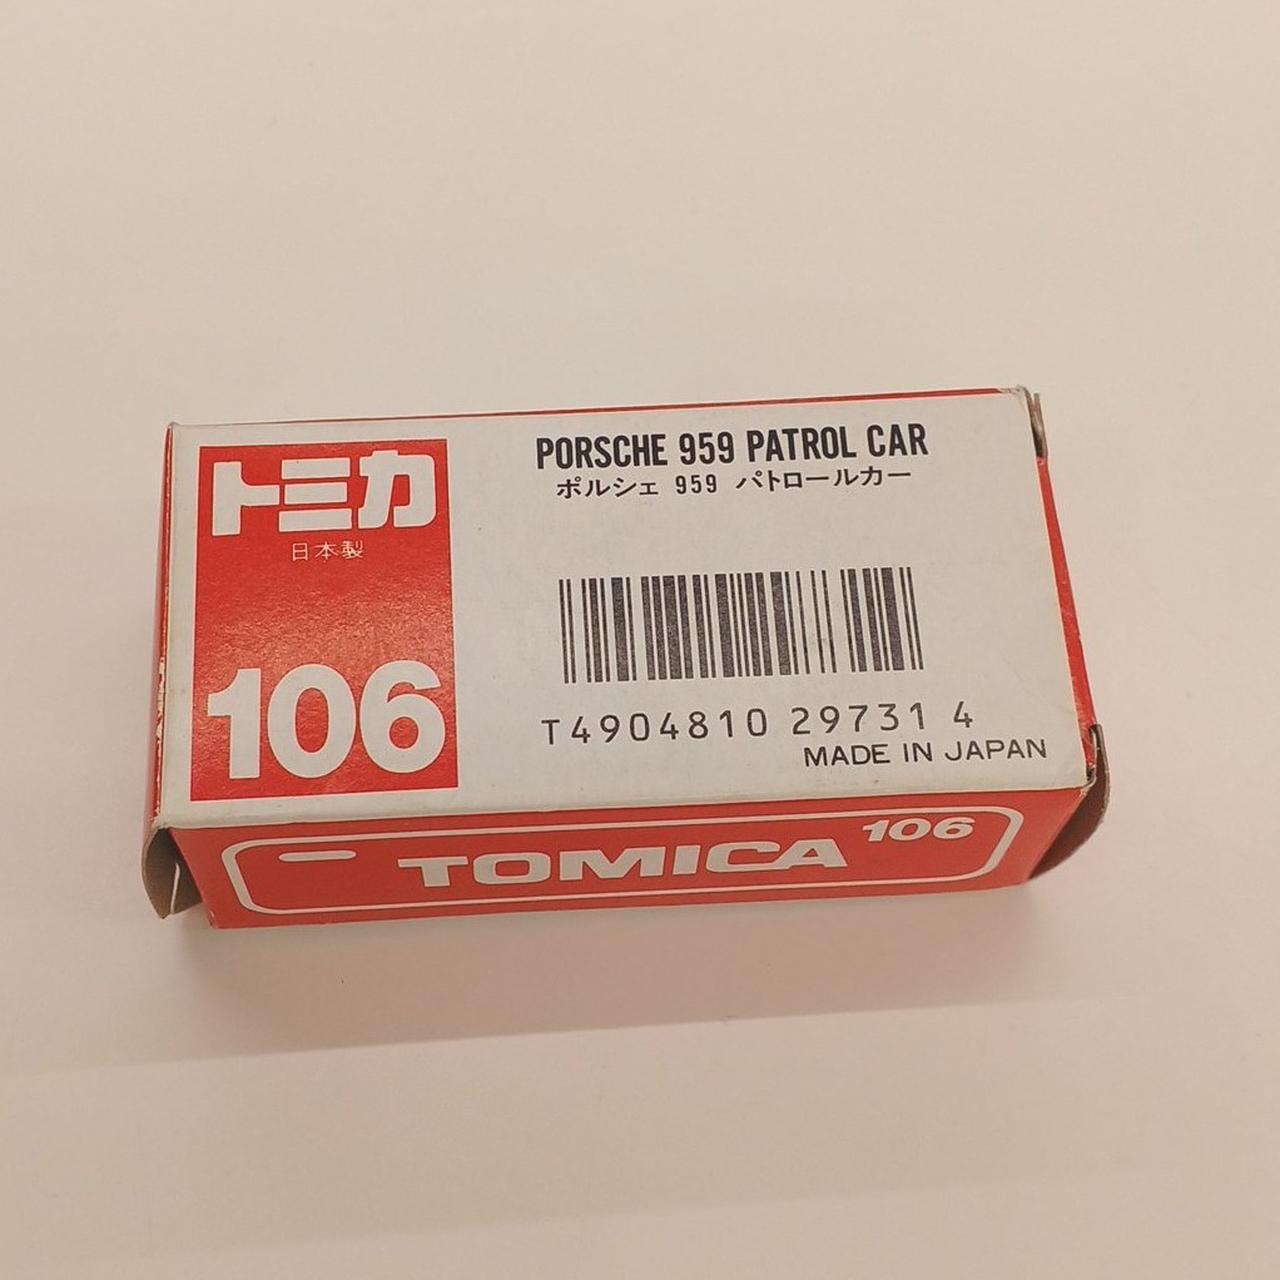 トミカ
日本製
106
PORSCHE 959 PATROL CAR
ポルシェ 959 パトロールカー
T4904810 29731 4
MADE IN JAPAN
TOMICA 106